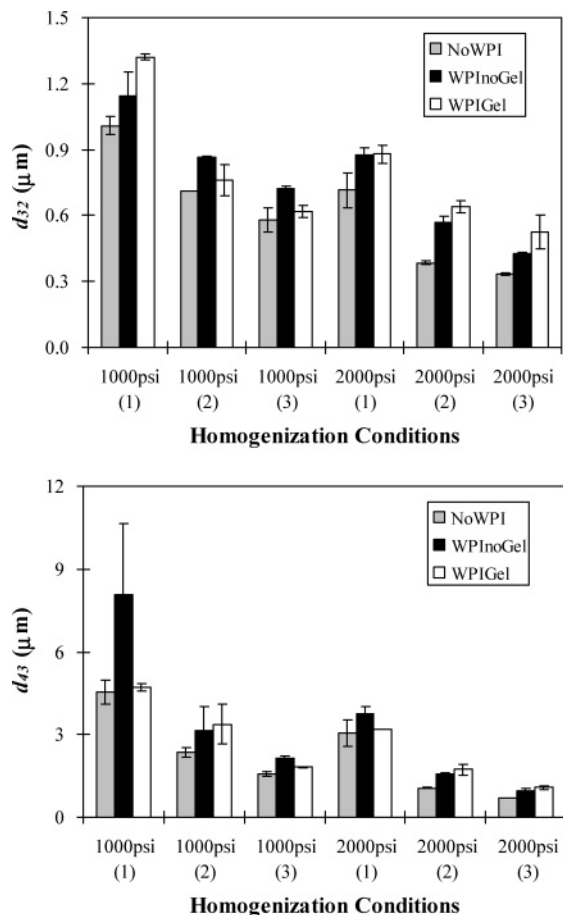 1.5
1.2
0.9
0.6
0.3
0.0
d32 (μm)
NoWPI
WPInoGel
WPIGel
1000psi 1000psi 1000psi 2000psi 2000psi 2000psi
(1) (2) (3) (1) (2) (3)
Homogenization Conditions
12
9
6
3
0
d43 (μm)
NoWPI
WPInoGel
WPIGel
1000psi 1000psi 1000psi 2000psi 2000psi 2000psi
(1) (2) (3) (1) (2) (3)
Homogenization Conditions